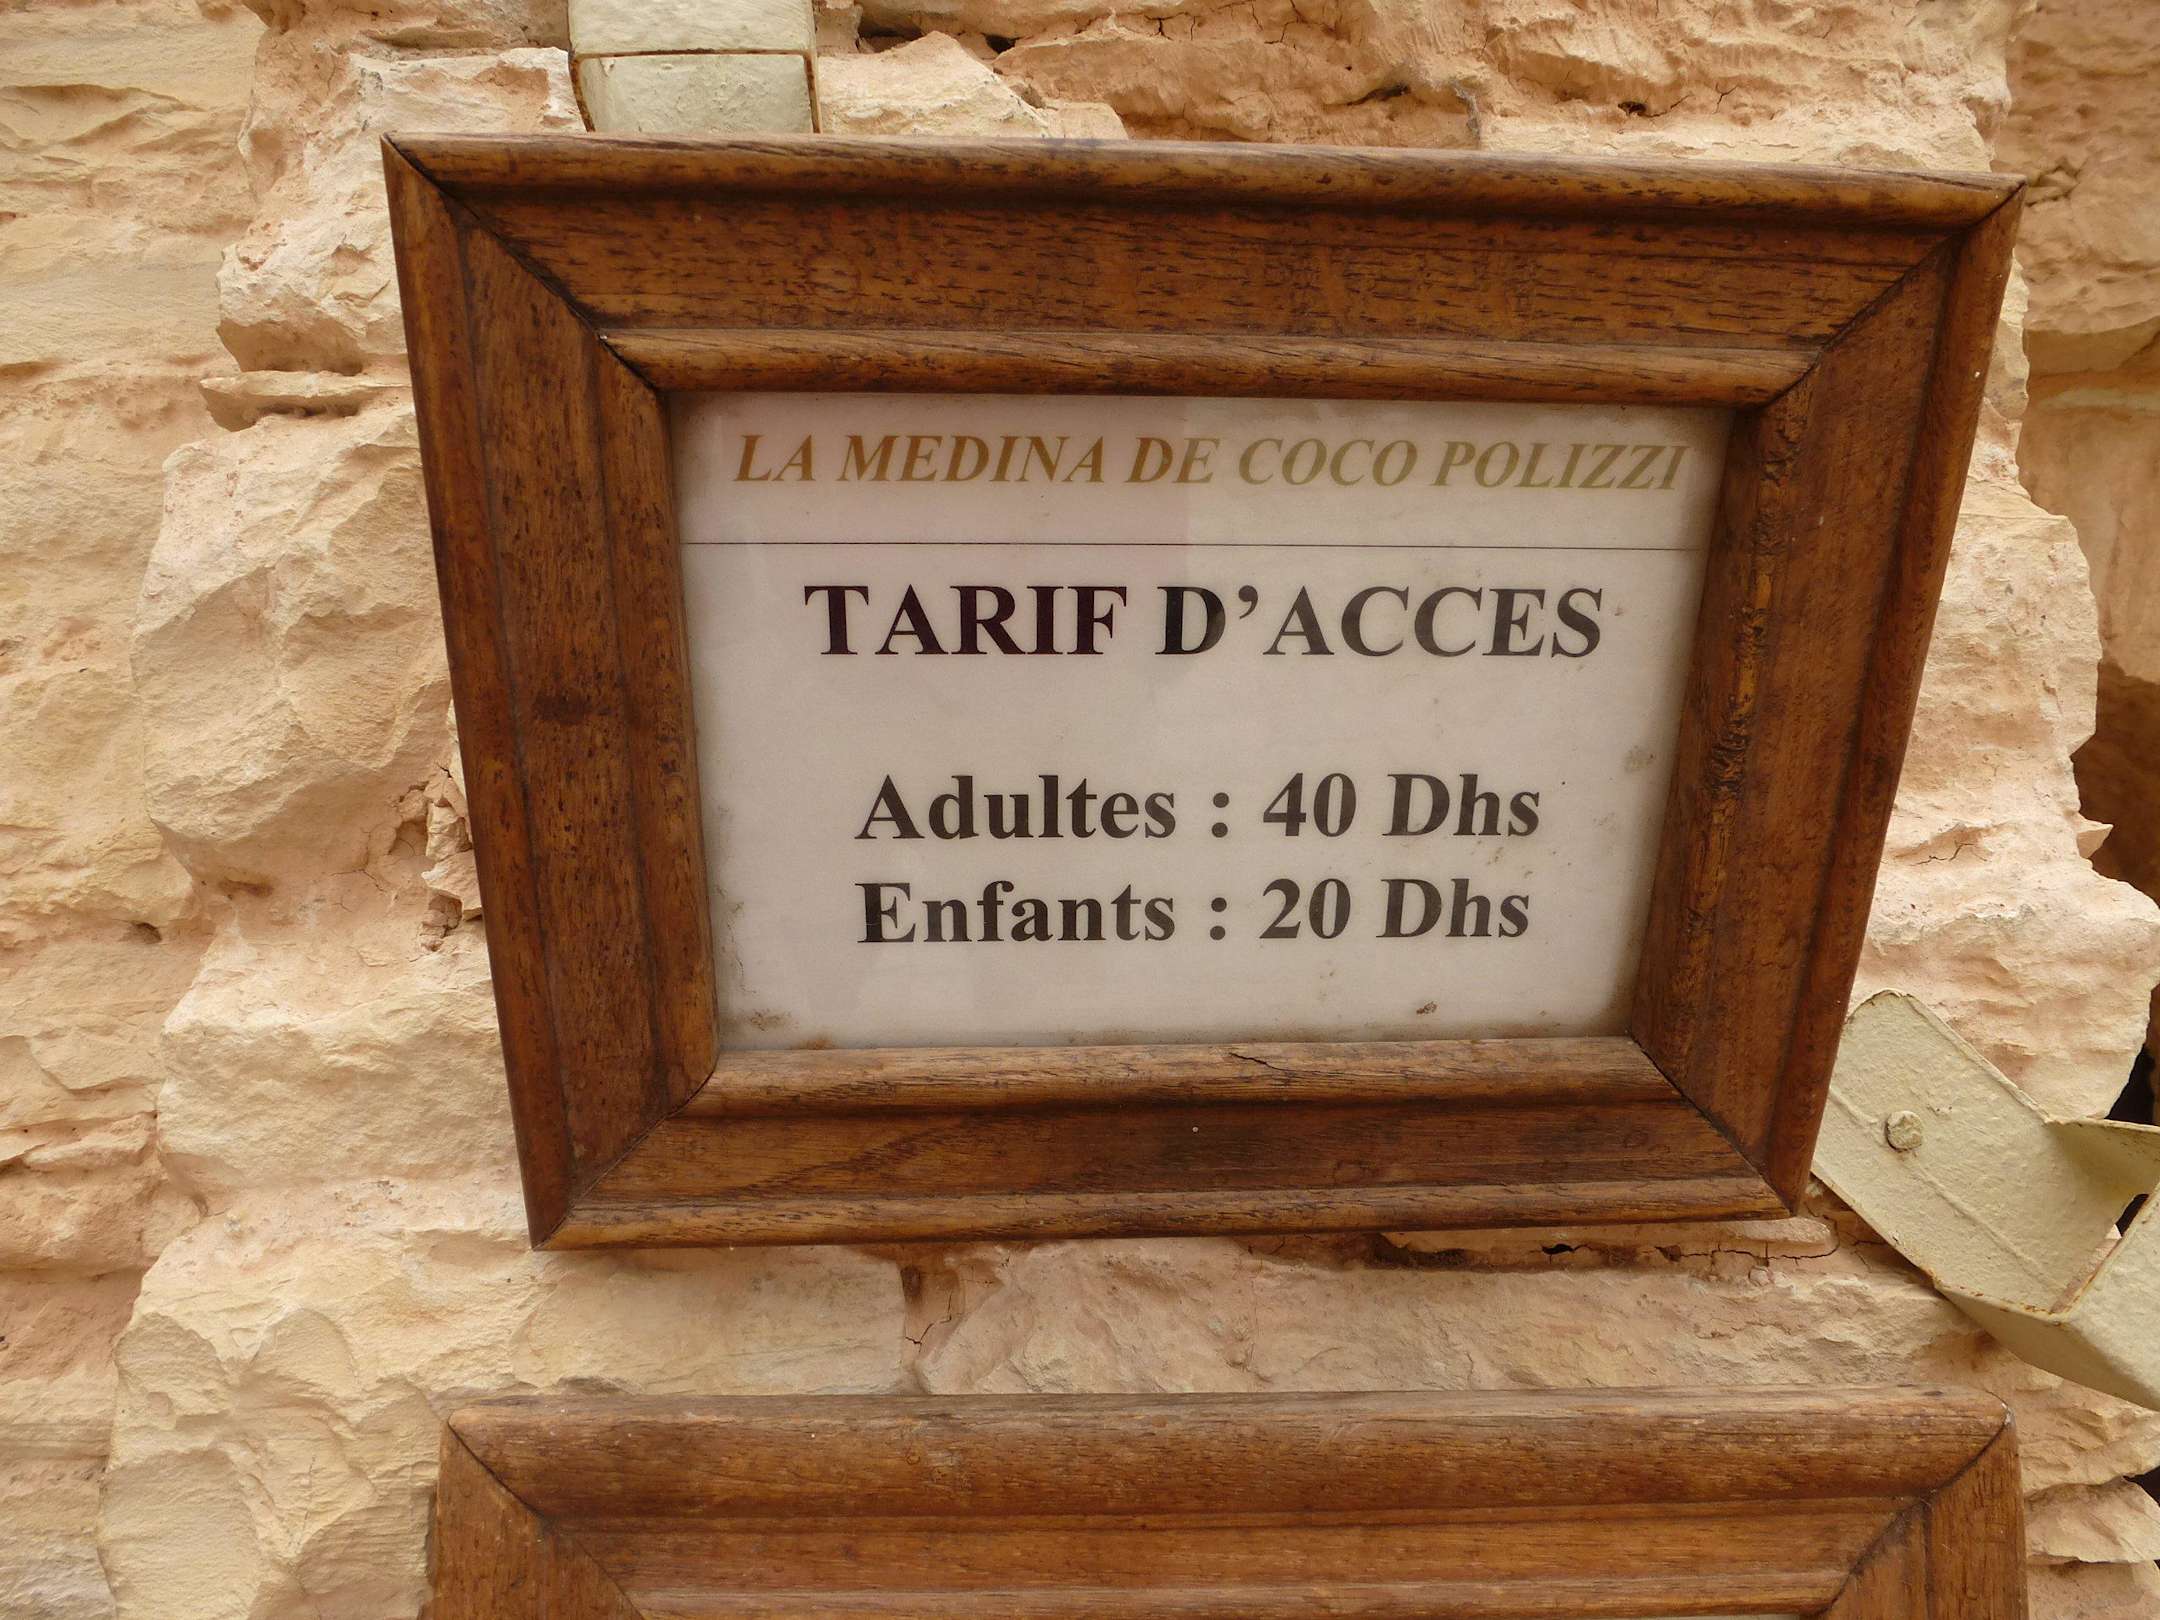 LA MEDINA DE COCO POLIZZI
TARIF D’ACCES
Adultes : 40 Dhs
Enfants : 20 Dhs